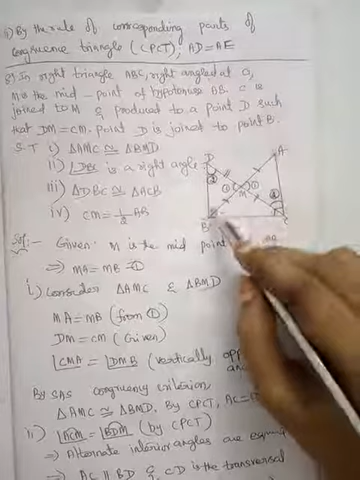 ii) By the rule of corresponding parts of
congruence triangle (CPCT), AD = AE
8) In right triangle ABC, right angled at C,
M is the mid-point of hypotenuse AB. C is
joined to M & produced to a point D such
that DM = CM. Point D is joined to point B.
S.T i) ΔAMC ≅ ΔBMD
ii) ∠DBC is a right angle
iii) ΔDBC ≅ ΔACB
iv) CM = 1/2 AB
D A
M
B
Sol:- Given: M is the mid point
⇒ MA = MB → ①
i) Consider ΔAMC & ΔBMD
MA = MB (from ①)
DM = CM (Given)
∠CMA = ∠DMB (vertically opp
By SAS congruency criterion,
ΔAMC ≅ ΔBMD. By CPCT, AC =
ii) ∠ACM = ∠BDM (by CPCT)
⇒ Alternate interior angles are equal
⇒ AC || BD & CD is the transversal